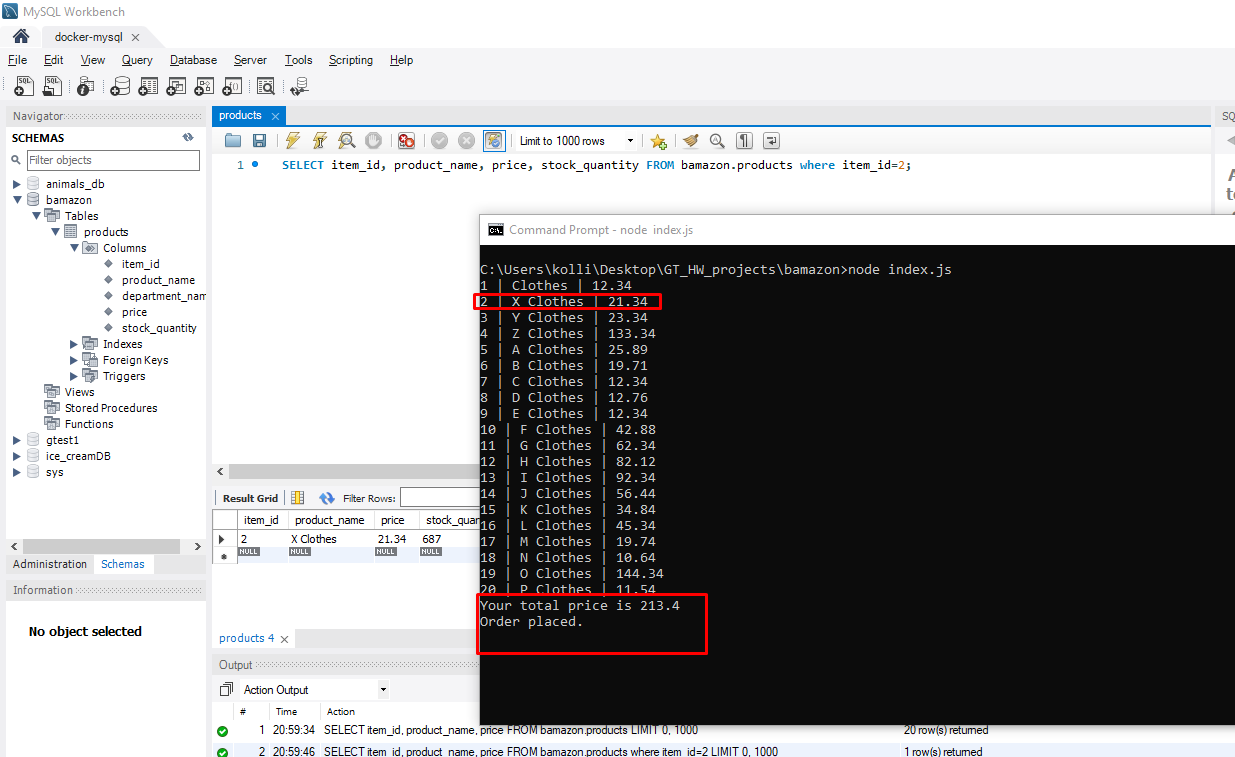 MySQL Workbench
docker-mysql
File Edit View Query Database Server Tools Scripting Help
Navigator
SCHEMAS
Filter objects
animals_db
bamazon
Tables
products
Columns
item_id
product_name
department_nam
price
stock_quantity
Indexes
Foreign Keys
Triggers
Views
Stored Procedures
Functions
gtest1
ice_creamDB
sys
Administration Schemas
Information
No object selected
products
Limit to 1000 rows
1 SELECT item_id, product_name, price, stock_quantity FROM bamazon.products where item_id=2;
SQ
Command Prompt - node index.js
C:\Users\kolli\Desktop\GT_HW_projects\bamazon>node index.js
1 | Clothes | 12.34
2 | X Clothes | 21.34
3 | Y Clothes | 23.34
4 | Z Clothes | 133.34
5 | A Clothes | 25.89
6 | B Clothes | 19.71
7 | C Clothes | 12.34
8 | D Clothes | 12.76
9 | E Clothes | 12.34
10 | F Clothes | 42.88
11 | G Clothes | 62.34
12 | H Clothes | 82.12
13 | I Clothes | 92.34
14 | J Clothes | 56.44
15 | K Clothes | 34.84
16 | L Clothes | 45.34
17 | M Clothes | 19.74
18 | N Clothes | 10.64
19 | O Clothes | 144.34
20 | P Clothes | 11.54
Your total price is 213.4
Order placed.
Result Grid Filter Rows:
item_id product_name price stock_quan
2 X Clothes 21.34 687
NULL NULL NULL NULL
products 4
Output
Action Output
# Time Action
1 20:59:34 SELECT item_id, product_name, price FROM bamazon.products LIMIT 0, 1000 20 row(s) returned
2 20:59:46 SELECT item_id, product_name, price FROM bamazon.products where item_id=2 LIMIT 0, 1000 1 row(s) returned